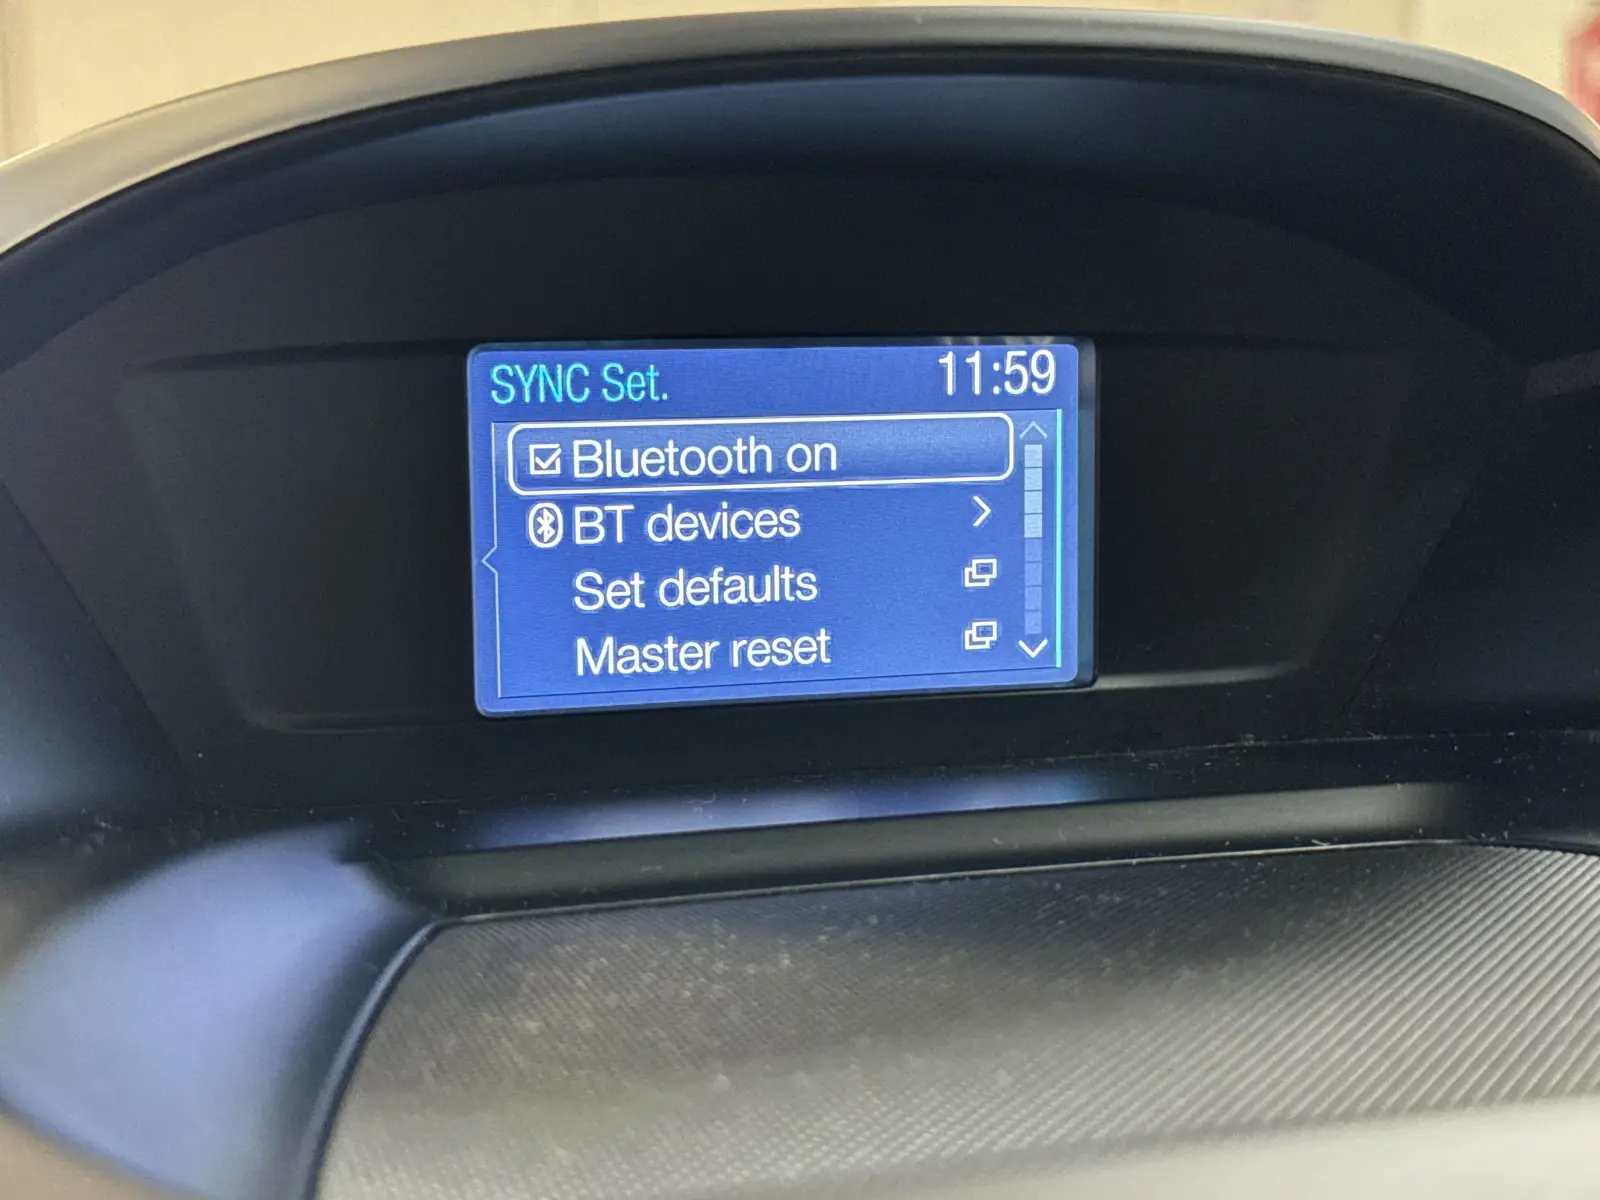 SYNC Set. 11:59
Bluetooth on
BT devices
Set defaults
Master reset